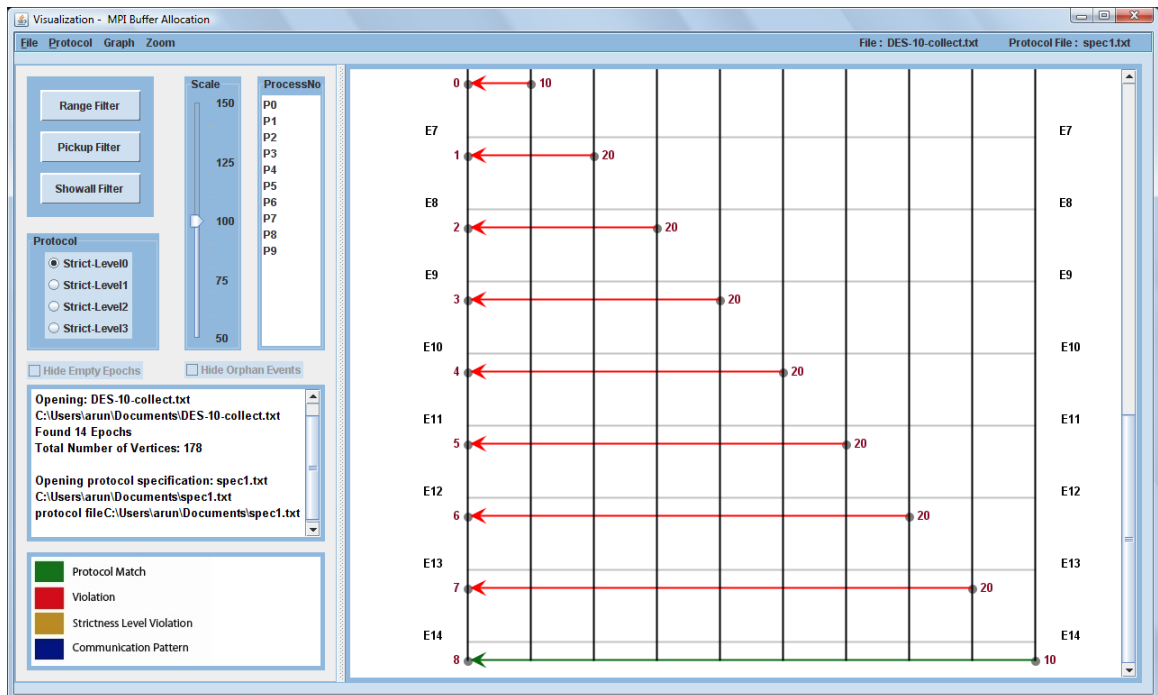 Visualization - MPI Buffer Allocation
File Protocol Graph Zoom File : DES-10-collect.txt Protocol File : spec1.txt
Range Filter
Pickup Filter
Showall Filter
Scale
150
125
100
75
50
ProcessNo
P0
P1
P2
P3
P4
P5
P6
P7
P8
P9
Protocol
Strict-Level0
Strict-Level1
Strict-Level2
Strict-Level3
Hide Empty Epochs Hide Orphan Events
Opening: DES-10-collect.txt
C:\Users\arun\Documents\DES-10-collect.txt
Found 14 Epochs
Total Number of Vertices: 178
Opening protocol specification: spec1.txt
C:\Users\arun\Documents\spec1.txt
protocol fileC:\Users\arun\Documents\spec1.txt
Protocol Match
Violation
Strictness Level Violation
Communication Pattern
0 10
E7 E7
1 20
E8 E8
2 20
E9 E9
3 20
E10 E10
4 20
E11 E11
5 20
E12 E12
6 20
E13 E13
7 20
E14 E14
8 10